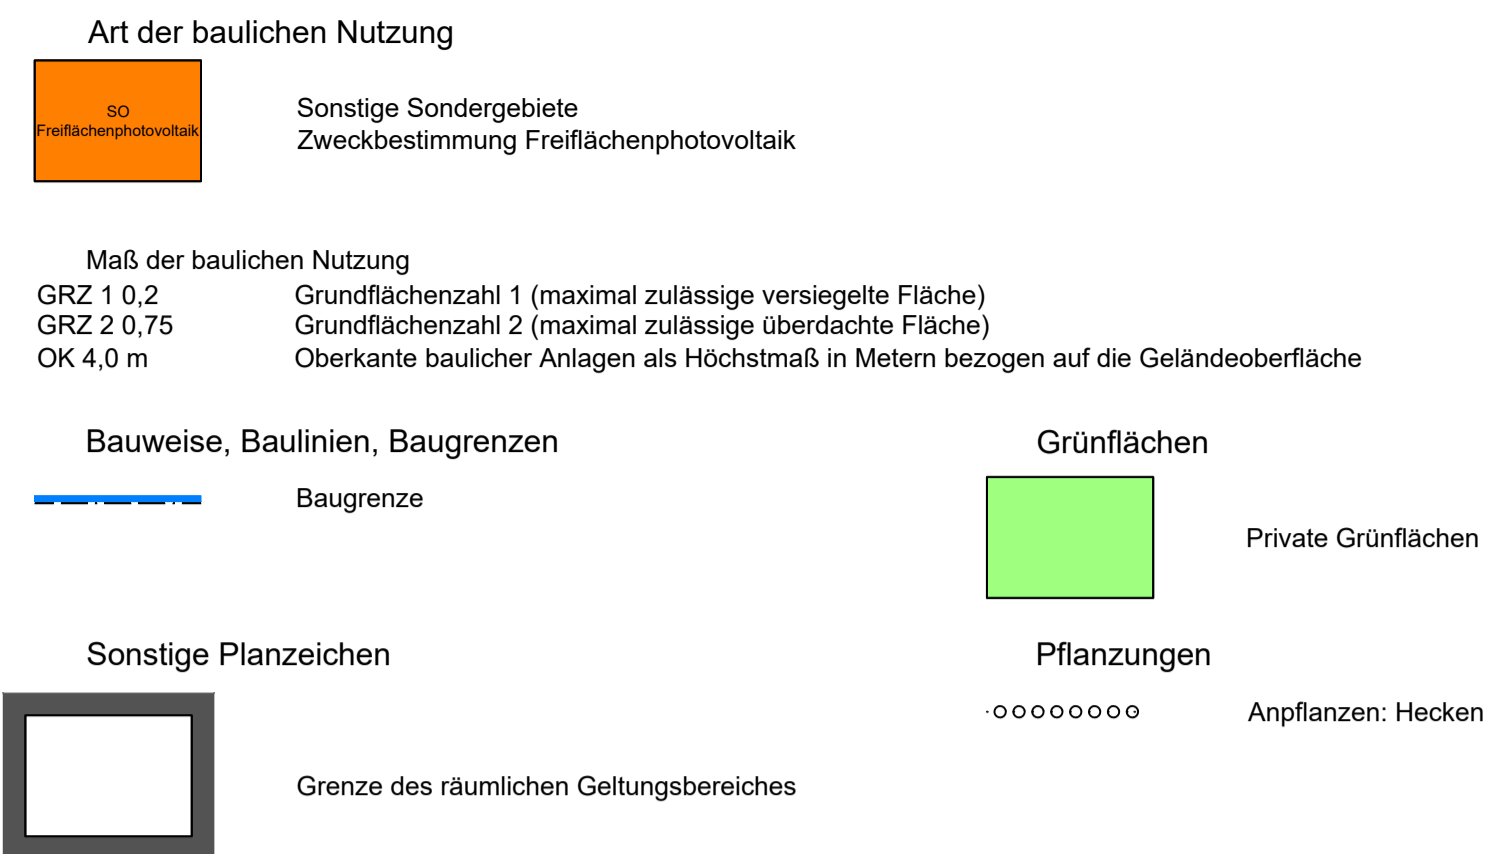 Art der baulichen Nutzung
SO
Freiflächenphotovoltaik
Sonstige Sondergebiete
Zweckbestimmung Freiflächenphotovoltaik
Maß der baulichen Nutzung
GRZ 1 0,2 Grundflächenzahl 1 (maximal zulässige versiegelte Fläche)
GRZ 2 0,75 Grundflächenzahl 2 (maximal zulässige überdachte Fläche)
OK 4,0 m Oberkante baulicher Anlagen als Höchstmaß in Metern bezogen auf die Geländeoberfläche
Bauweise, Baulinien, Baugrenzen
Baugrenze
Grünflächen
Private Grünflächen
Sonstige Planzeichen
Grenze des räumlichen Geltungsbereiches
Pflanzungen
Anpflanzen: Hecken